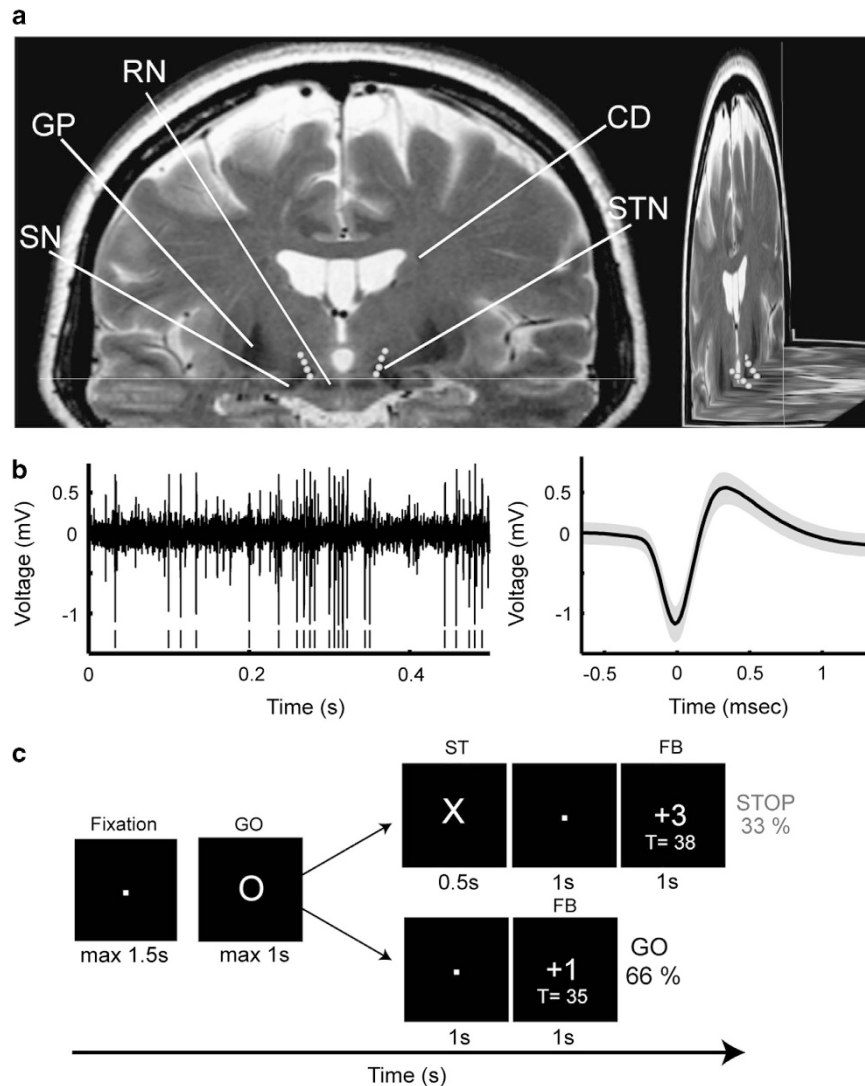 a
RN
GP
CD
STN
SN
b
0.5
0
-1
Voltage (mV)
0
0.2
0.4
Time (s)
0.5
0
-1
Voltage (mV)
-0.5
0
1
Time (msec)
c
Fixation
max 1.5s
GO
O
max 1s
ST
X
0.5s
1s
FB
+3
T= 38
1s
STOP
33 %
1s
FB
+1
T= 35
1s
GO
66 %
Time (s)